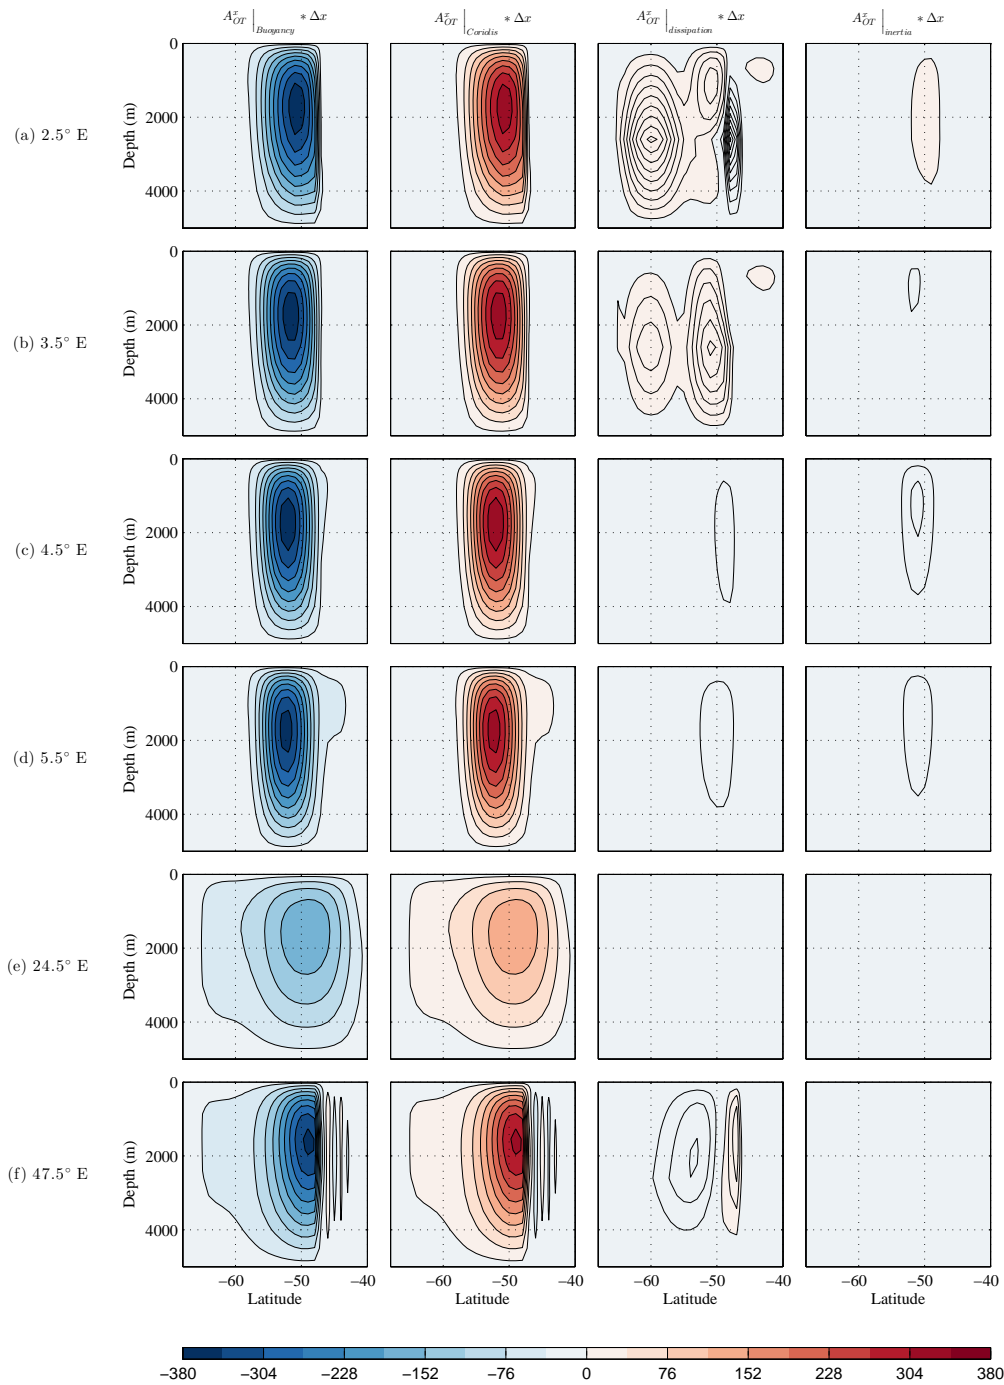 A^x_OT |_Buoyancy * Δx A^x_OT |_Coriolis * Δx A^x_OT |_dissipation * Δx A^x_OT |_inertia * Δx
(a) 2.5° E
Depth (m)
0
2000
4000
(b) 3.5° E
Depth (m)
0
2000
4000
(c) 4.5° E
Depth (m)
0
2000
4000
(d) 5.5° E
Depth (m)
0
2000
4000
(e) 24.5° E
Depth (m)
0
2000
4000
(f) 47.5° E
Depth (m)
0
2000
4000
−60 −50 −40 −60 −50 −40 −60 −50 −40 −60 −50 −40
Latitude Latitude Latitude Latitude
−380 −304 −228 −152 −76 0 76 152 228 304 380